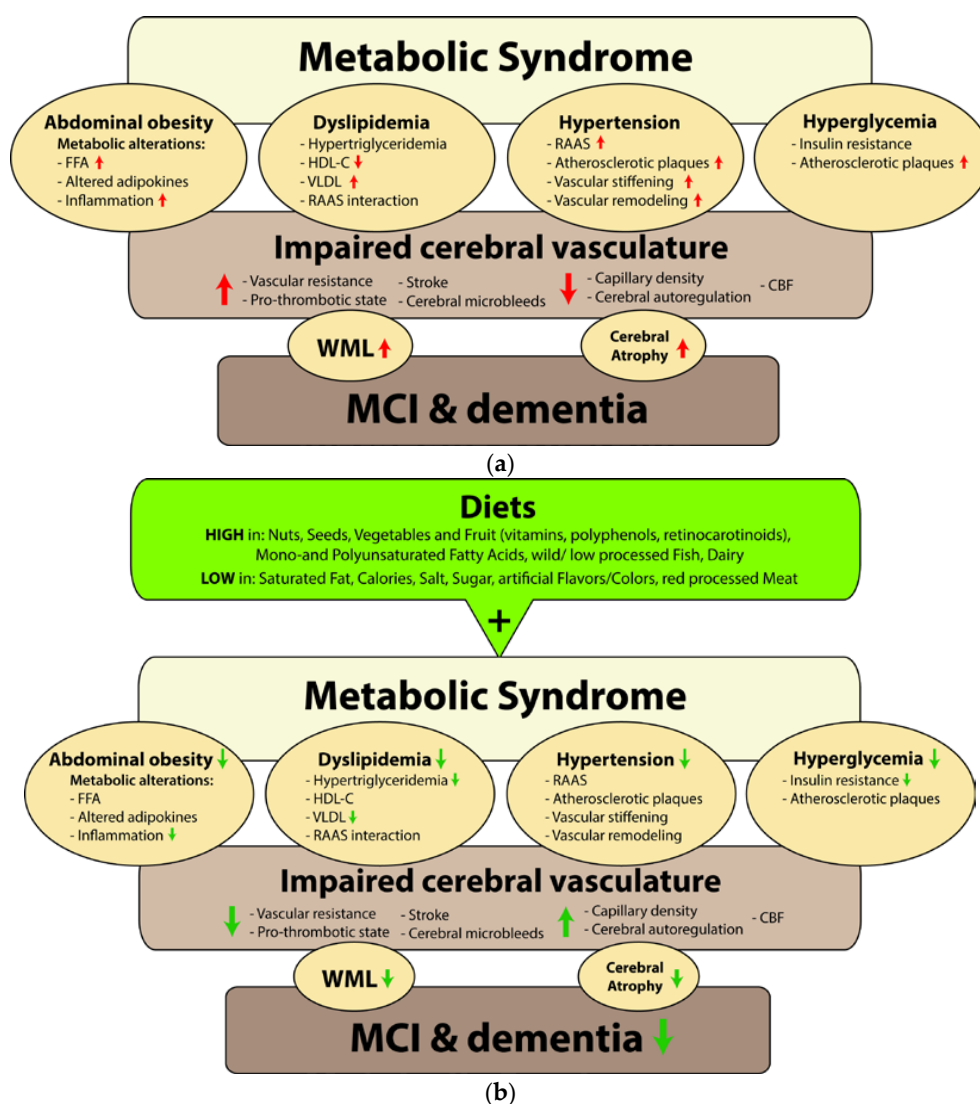 Metabolic Syndrome
Abdominal obesity
Metabolic alterations:
- FFA
- Altered adipokines
- Inflammation
Dyslipidemia
- Hypertriglyceridemia
- HDL-C
- VLDL
- RAAS interaction
Hypertension
- RAAS
- Atherosclerotic plaques
- Vascular stiffening
- Vascular remodeling
Hyperglycemia
- Insulin resistance
- Atherosclerotic plaques
Impaired cerebral vasculature
- Vascular resistance
- Pro-thrombotic state
- Stroke
- Cerebral microbleeds
- Capillary density
- Cerebral autoregulation
- CBF
WML
Cerebral
Atrophy
MCI & dementia
(a)
Diets
HIGH in: Nuts, Seeds, Vegetables and Fruit (vitamins, polyphenols, retinocarotinoids),
Mono-and Polyunsaturated Fatty Acids, wild/ low processed Fish, Dairy
LOW in: Saturated Fat, Calories, Salt, Sugar, artificial Flavors/Colors, red processed Meat
+
Metabolic Syndrome
Abdominal obesity
Metabolic alterations:
- FFA
- Altered adipokines
- Inflammation
Dyslipidemia
- Hypertriglyceridemia
- HDL-C
- VLDL
- RAAS interaction
Hypertension
- RAAS
- Atherosclerotic plaques
- Vascular stiffening
- Vascular remodeling
Hyperglycemia
- Insulin resistance
- Atherosclerotic plaques
Impaired cerebral vasculature
- Vascular resistance
- Pro-thrombotic state
- Stroke
- Cerebral microbleeds
- Capillary density
- Cerebral autoregulation
- CBF
WML
Cerebral
Atrophy
MCI & dementia
(b)